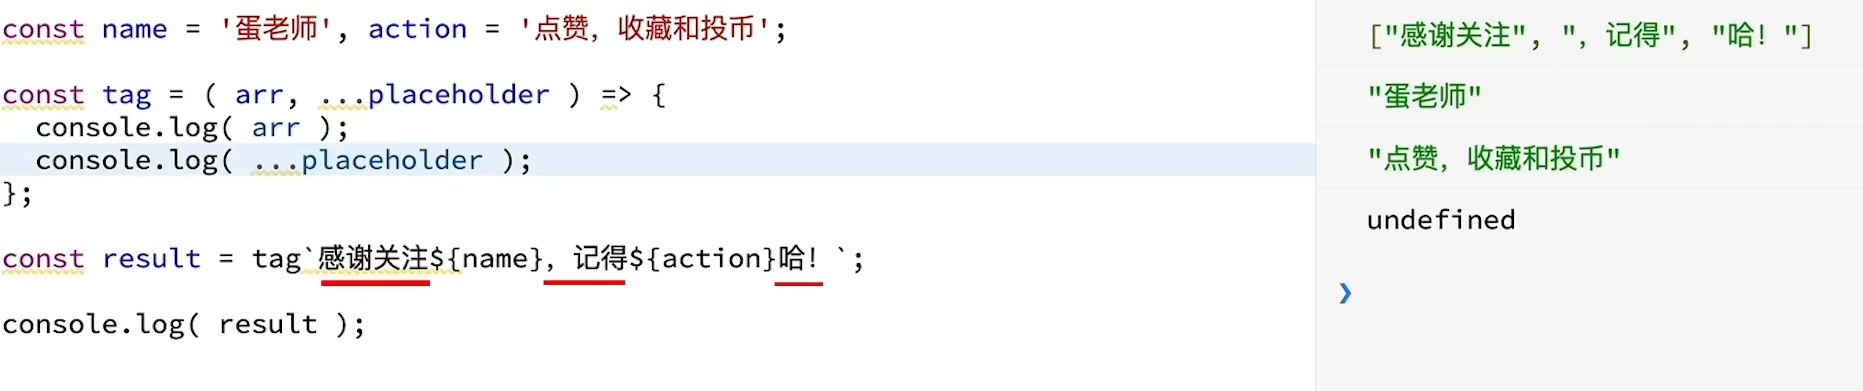 const name = '蛋老师', action = '点赞，收藏和投币';
const tag = ( arr, ...placeholder ) => {
console.log( arr );
console.log( ...placeholder );
};
const result = tag`感谢关注${name}，记得${action}哈！`;
console.log( result );
["感谢关注", "，记得", "哈！"]
"蛋老师"
"点赞，收藏和投币"
undefined
❯